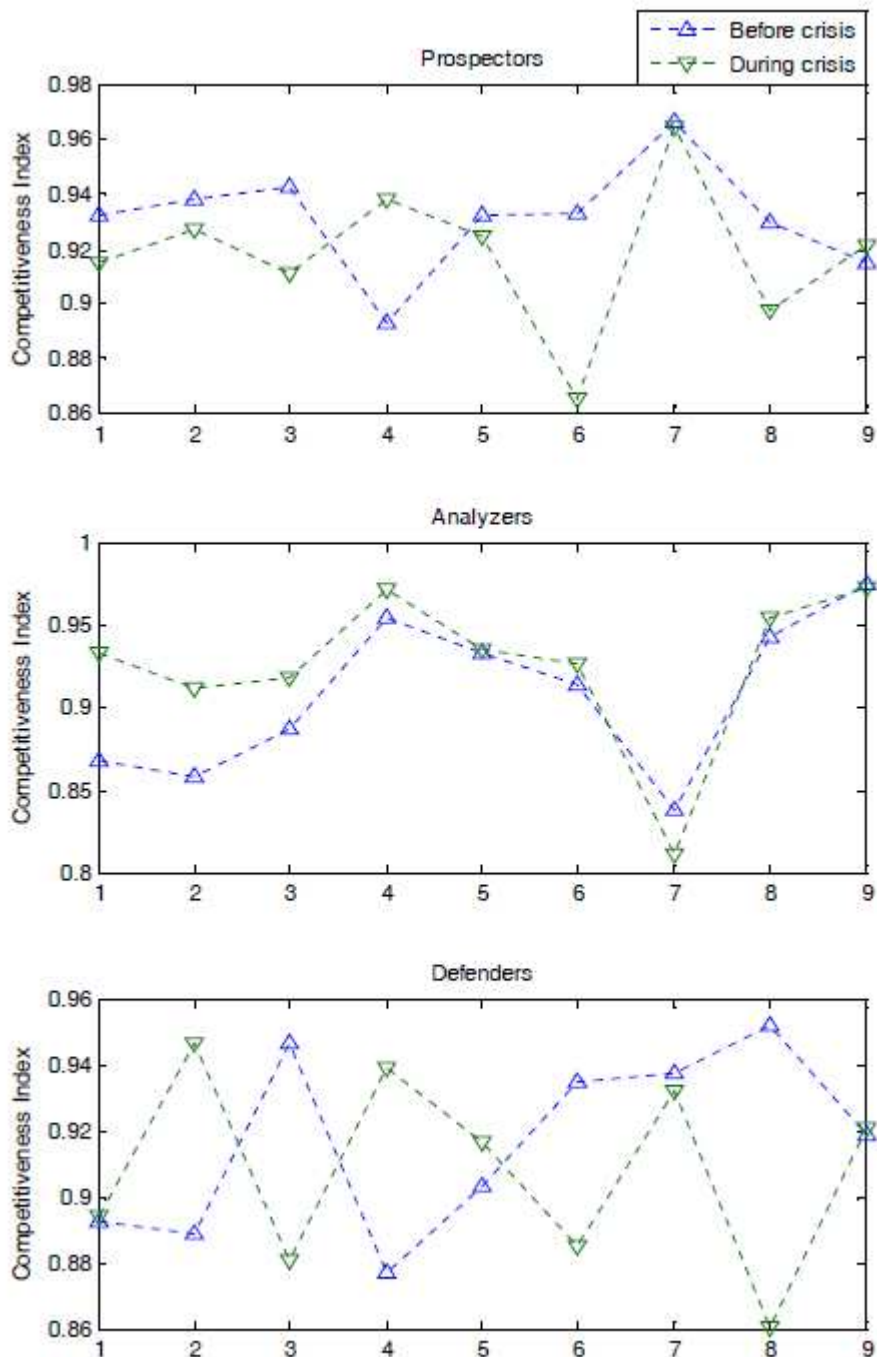 Prospectors
Before crisis
During crisis
Competitiveness Index
0.98
0.96
0.94
0.92
0.9
0.88
0.86
1 2 3 4 5 6 7 8 9
Analyzers
Competitiveness Index
1
0.95
0.9
0.85
0.8
1 2 3 4 5 6 7 8 9
Defenders
Competitiveness Index
0.96
0.94
0.92
0.9
0.88
0.86
1 2 3 4 5 6 7 8 9